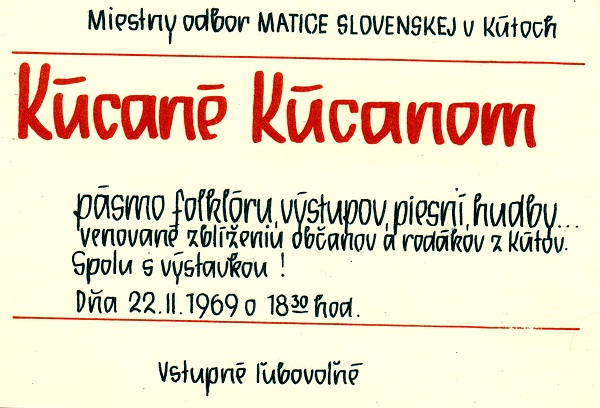 Miestny odbor MATICE SLOVENSKEJ v Kútoch
Kúcané Kúcanom
pásmo folklóru, výstupov, piesní, hudby...
venované zblíženiu občanov a rodákov z Kútov.
Spolu s výstavkou !
Dňa 22.II.1969 o 18³⁰ hod.
Vstupné ľubovoľné